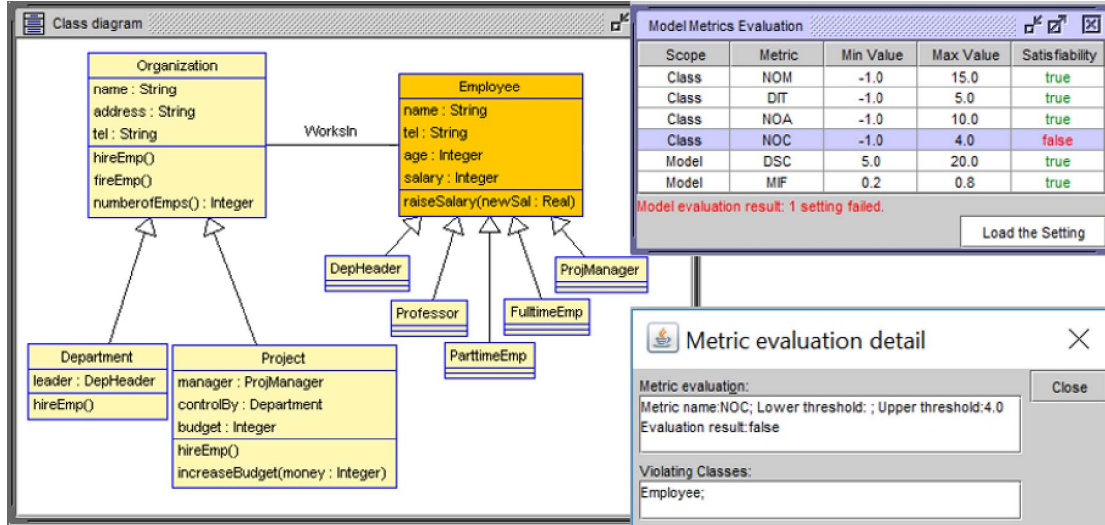 Class diagram
Organization
name : String
address : String
tel : String
hireEmp()
fireEmp()
numberofEmps() : Integer
WorksIn
Employee
name : String
tel : String
age : Integer
salary : Integer
raiseSalary(newSal : Real)
DepHeader
ProjManager
Professor
FulltimeEmp
ParttimeEmp
Department
leader : DepHeader
hireEmp()
Project
manager : ProjManager
controlBy : Department
budget : Integer
hireEmp()
increaseBudget(money : Integer)
Model Metrics Evaluation
Scope Metric Min Value Max Value Satisfiability
Class NOM -1.0 15.0 true
Class DIT -1.0 5.0 true
Class NOA -1.0 10.0 true
Class NOC -1.0 4.0 false
Model DSC 5.0 20.0 true
Model MIF 0.2 0.8 true
Model evaluation result: 1 setting failed.
Load the Setting
Metric evaluation detail
Metric evaluation:
Close
Metric name:NOC; Lower threshold: ; Upper threshold:4.0
Evaluation result:false
Violating Classes:
Employee;